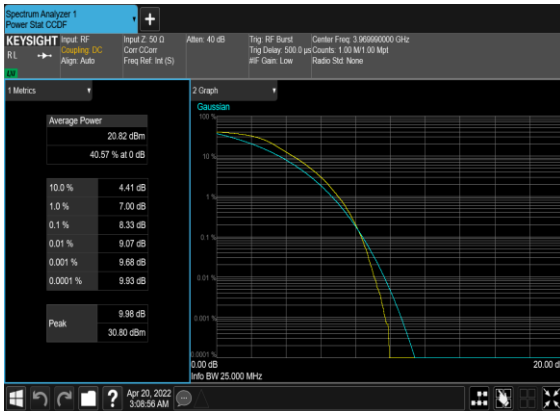 Spectrum Analyzer 1
Power Stat CCDF
KEYSIGHT
RL
LM
Input: RF
Coupling: DC
Align: Auto
Input Z: 50 Ω
Corr CCorr
Freq Ref: Int (S)
Atten: 40 dB
Trig: RF Burst
Trig Delay: 500.0 µs
#IF Gain: Low
Center Freq: 3.969990000 GHz
Counts: 1.00 M/1.00 Mpt
Radio Std: None
1 Metrics
2 Graph
Average Power
20.82 dBm
40.57 % at 0 dB
10.0 % 4.41 dB
1.0 % 7.00 dB
0.1 % 8.33 dB
0.01 % 9.07 dB
0.001 % 9.68 dB
0.0001 % 9.93 dB
Peak
9.98 dB
30.80 dBm
Gaussian
100 %
10 %
1 %
0.1 %
0.01 %
0.001 %
0.0001 %
0.00 dB
20.00 d
Info BW 25.000 MHz
?
Apr 20, 2022
3:08:56 AM